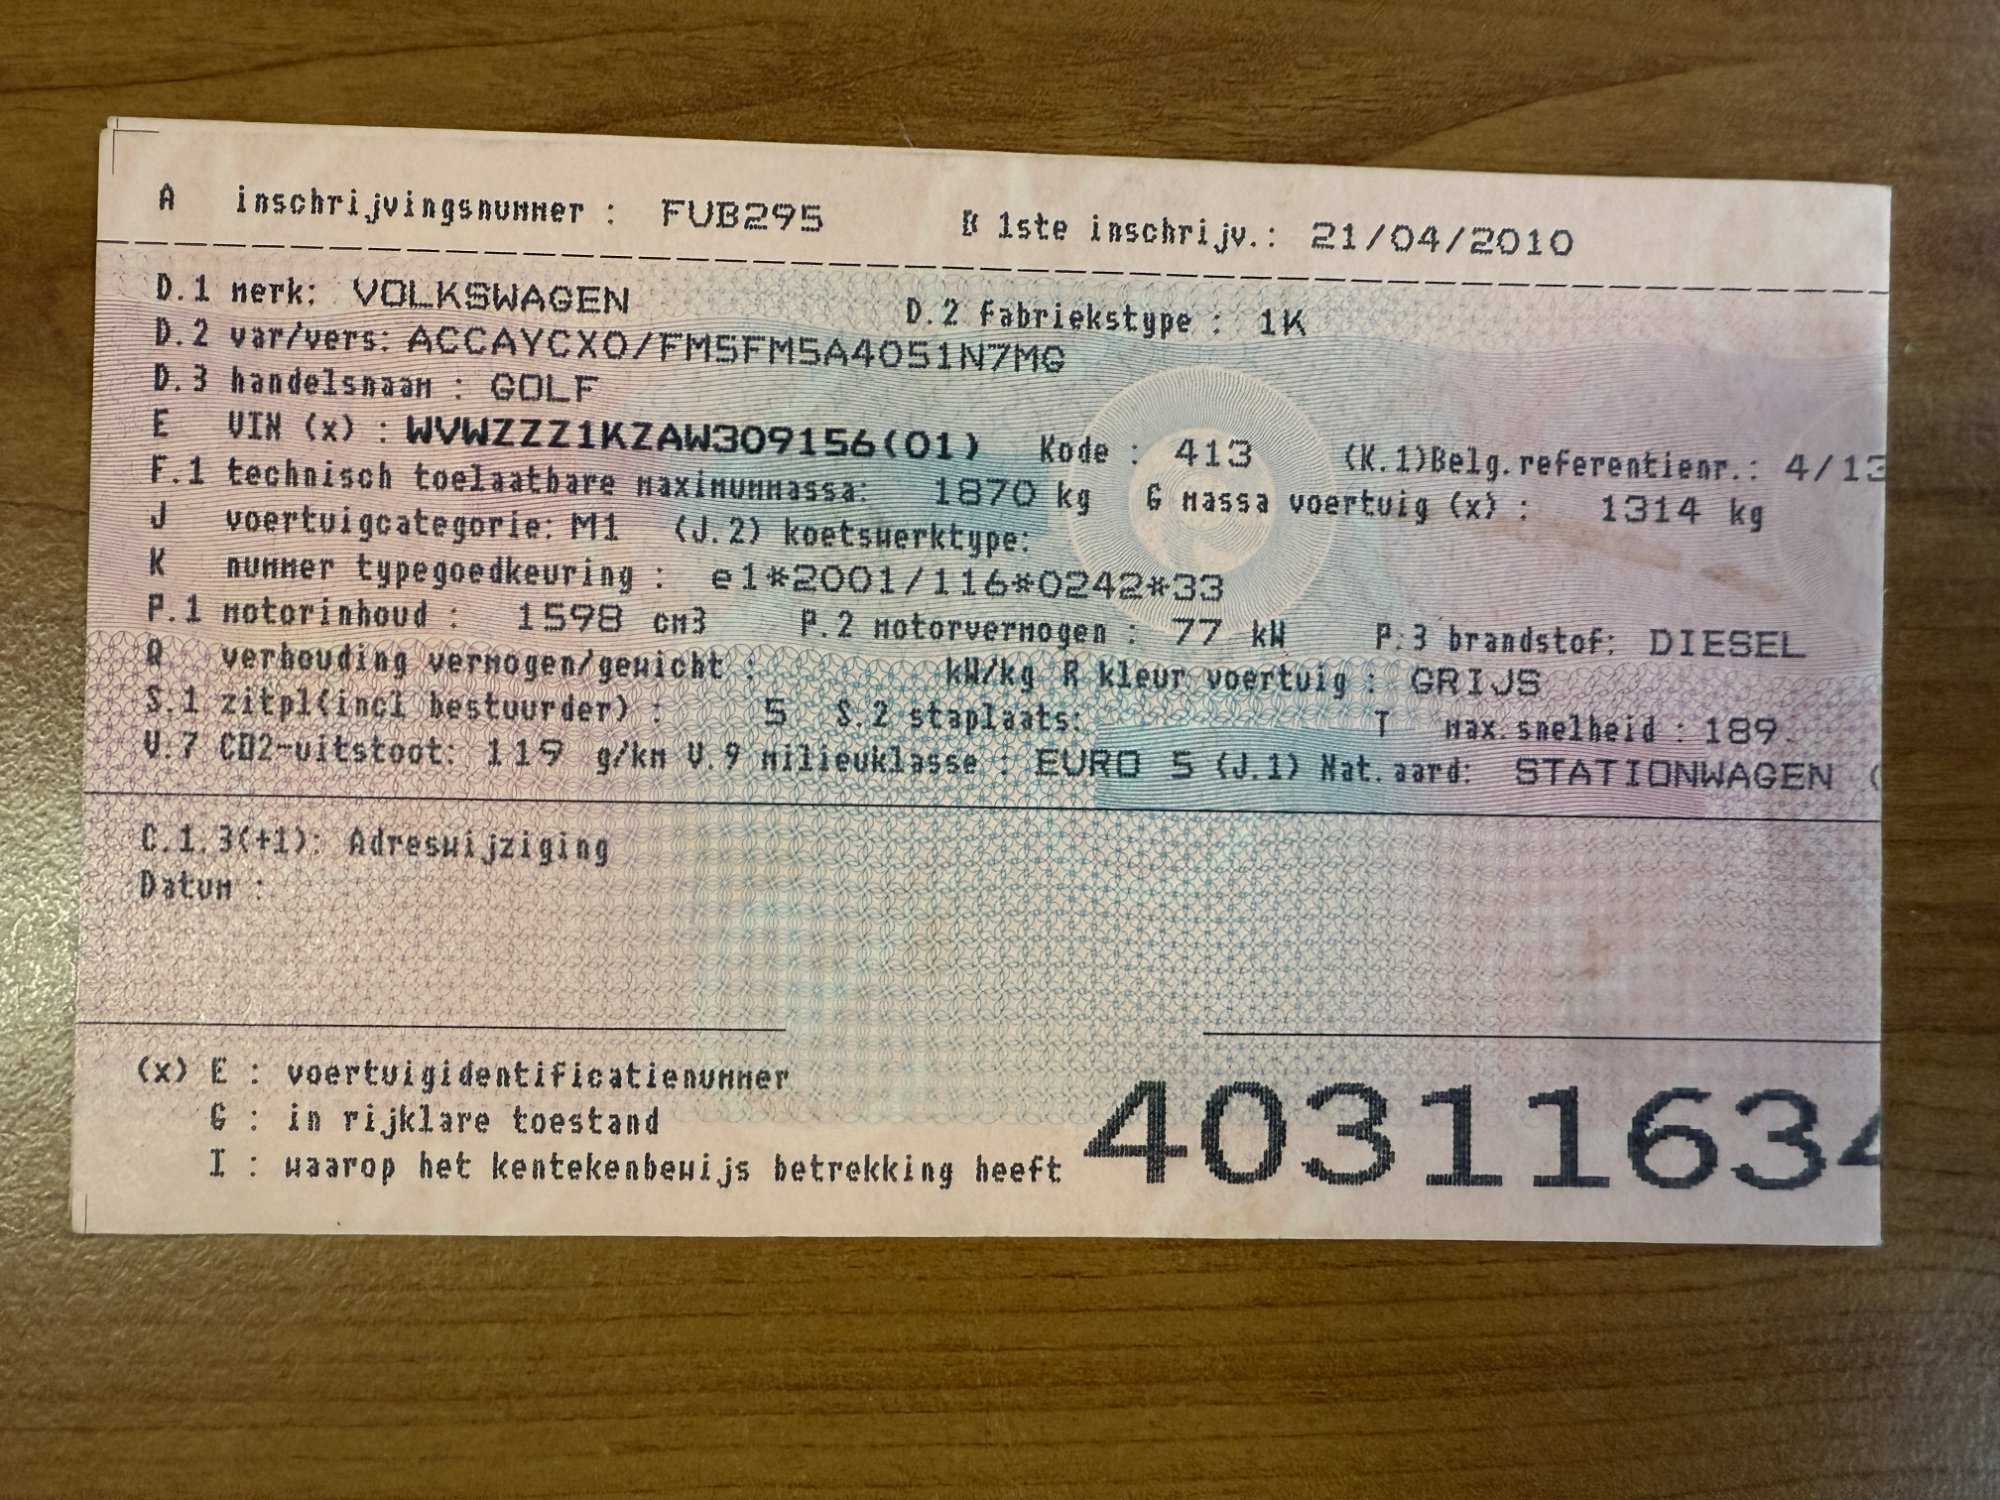 A inschrijvingsnummer : FUB295 B 1ste inschrijv.: 21/04/2010
D.1 merk: VOLKSWAGEN D.2 fabriekstype : 1K
D.2 var/vers: ACCAYCX0/FM5FM5A4051N7MG
D.3 handelsnaam : GOLF
E VIN (x) : WVWZZZ1KZAW309156(01) Kode : 413 (K.1)Belg.referentienr.: 4/13
F.1 technisch toelaatbare maximummassa: 1870 kg G massa voertuig (x) : 1314 kg
J voertuigcategorie: M1 (J.2) koetswerktype:
K nummer typegoedkeuring : e1*2001/116*0242*33
P.1 motorinhoud : 1598 cm3 P.2 motorvermogen : 77 kW P.3 brandstof: DIESEL
Q verhouding vermogen/gewicht : kW/kg R kleur voertuig : GRIJS
S.1 zitpl(incl bestuurder) : 5 S.2 staplaats: T max.snelheid : 189
V.7 CO2-uitstoot: 119 g/km V.9 milieuklasse : EURO 5 (J.1) Nat.aard: STATIONWAGEN (
C.1.3(+1): Adreswijziging
Datum :
(x) E : voertuigidentificatienummer
G : in rijklare toestand
I : waarop het kentekenbewijs betrekking heeft
40311634